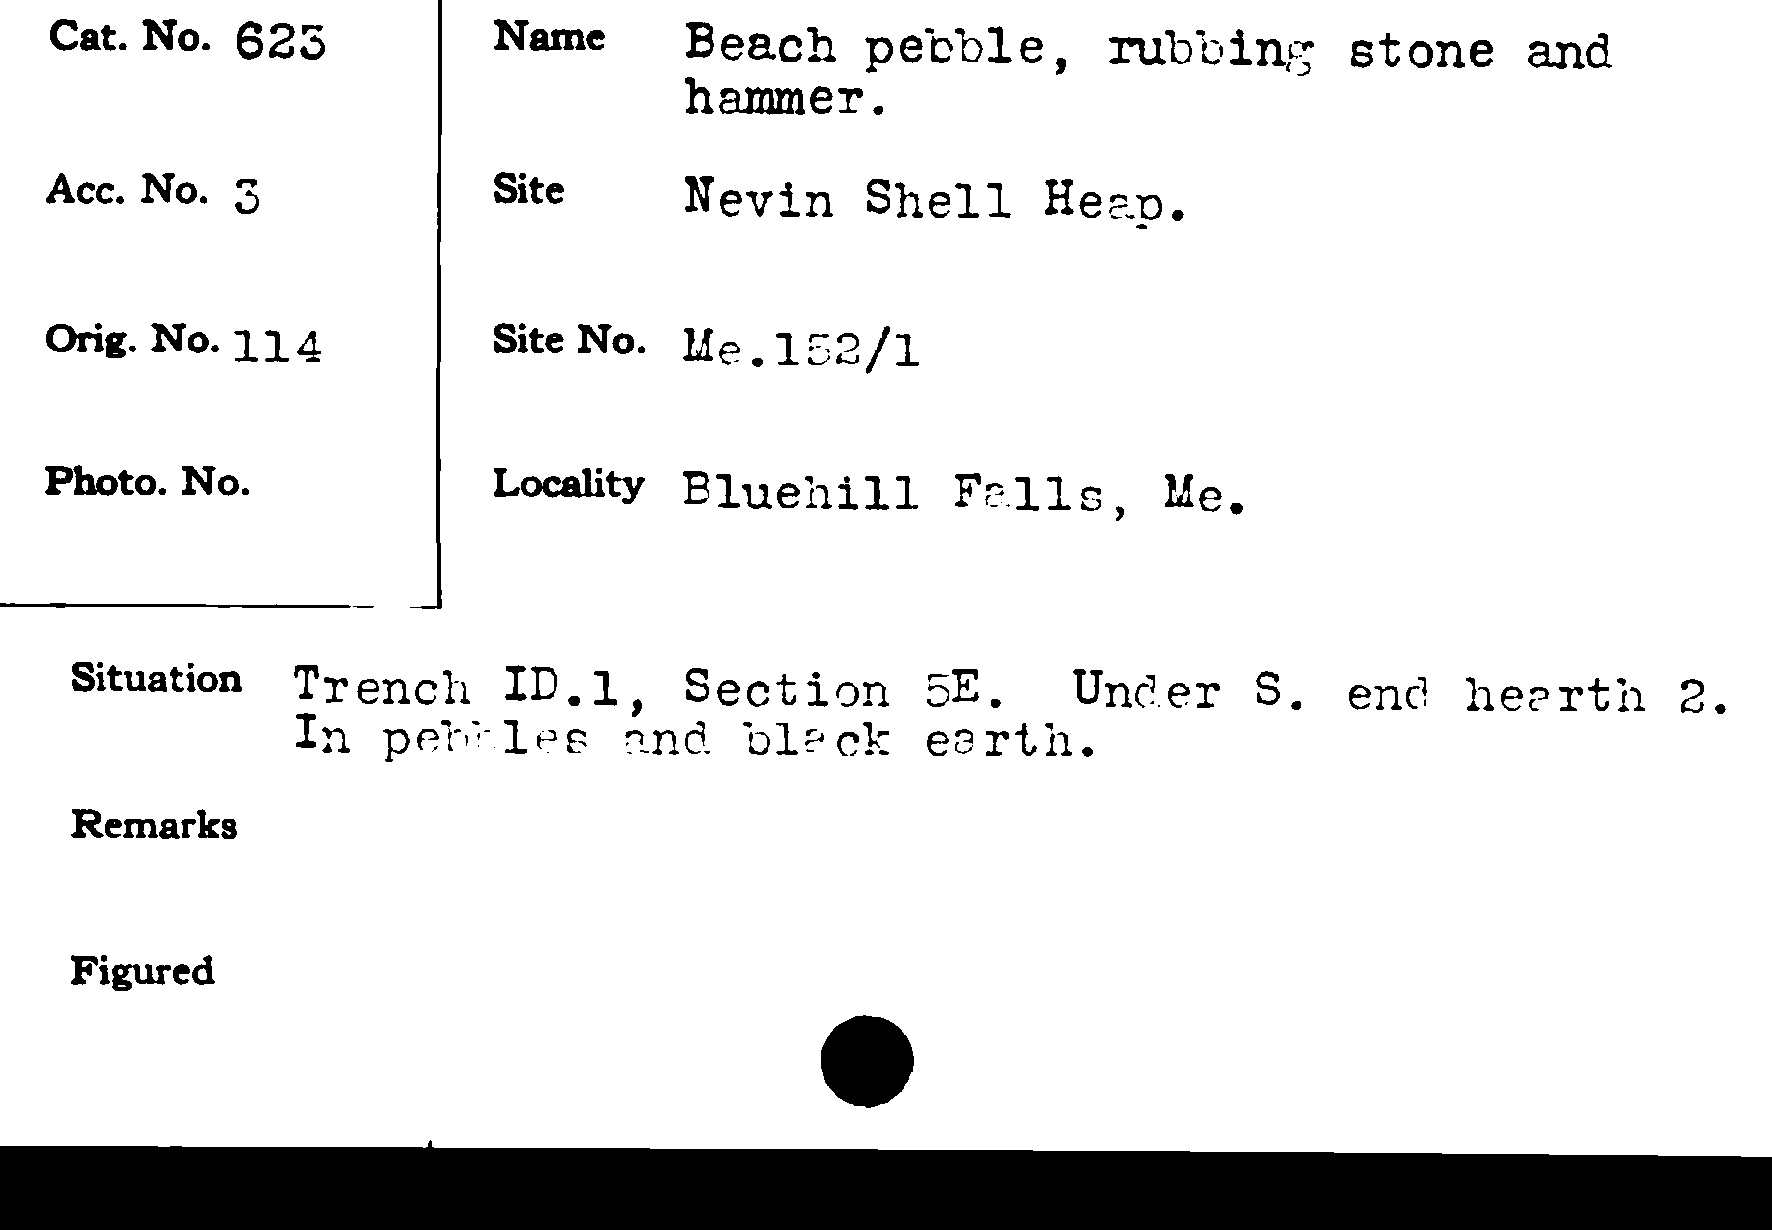 Cat. No. 623
Name Beach pebble, rubbing stone and
hammer.
Acc. No. 3
Site Nevin Shell Heap.
Orig. No. 114
Site No. Me.152/1
Photo. No.
Locality Bluehill Falls, Me.
Situation Trench ID.1, Section 5E. Under S. end hearth 2.
In pebbles and black earth.
Remarks
Figured